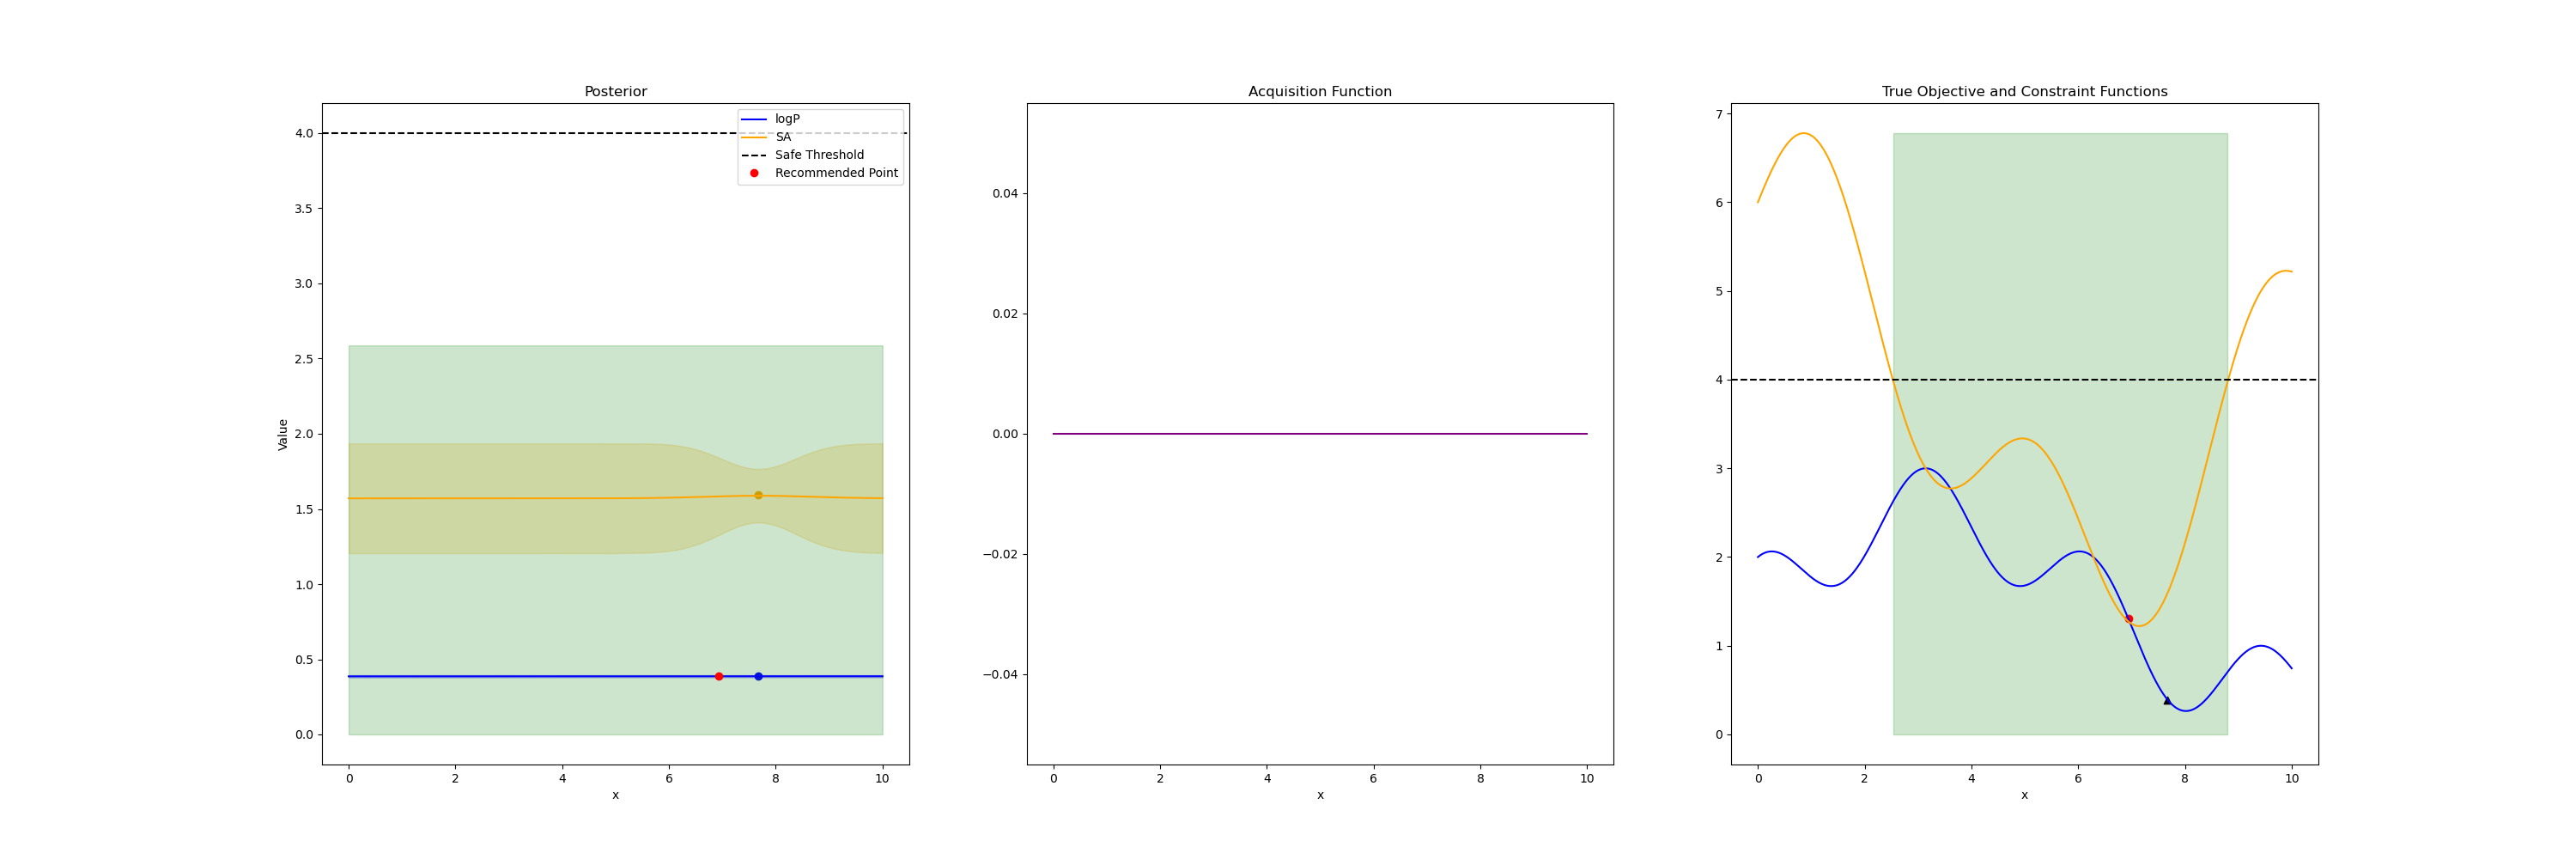 Posterior
Value
4.0
3.5
3.0
2.5
2.0
1.5
1.0
0.5
0.0
0 2 4 6 8 10
x
logP
SA
Safe Threshold
Recommended Point
Acquisition Function
0.04
0.02
0.00
−0.02
−0.04
0 2 4 6 8 10
x
True Objective and Constraint Functions
7
6
5
4
3
2
1
0
0 2 4 6 8 10
x